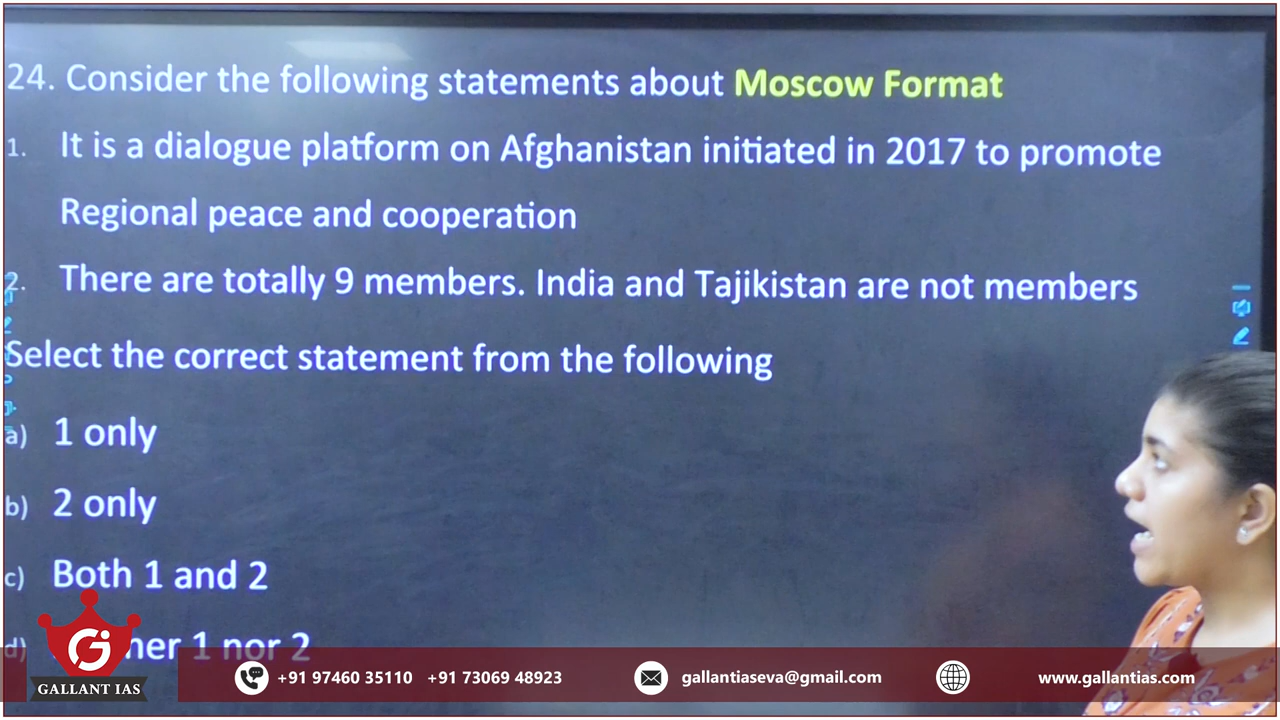 24. Consider the following statements about Moscow Format
1. It is a dialogue platform on Afghanistan initiated in 2017 to promote
Regional peace and cooperation
2. There are totally 9 members. India and Tajikistan are not members
Select the correct statement from the following
a) 1 only
b) 2 only
c) Both 1 and 2
d) 1 nor 2
Gi
GALLANT IAS
+91 97460 35110 +91 73069 48923
gallantiaseva@gmail.com
www.gallantias.com